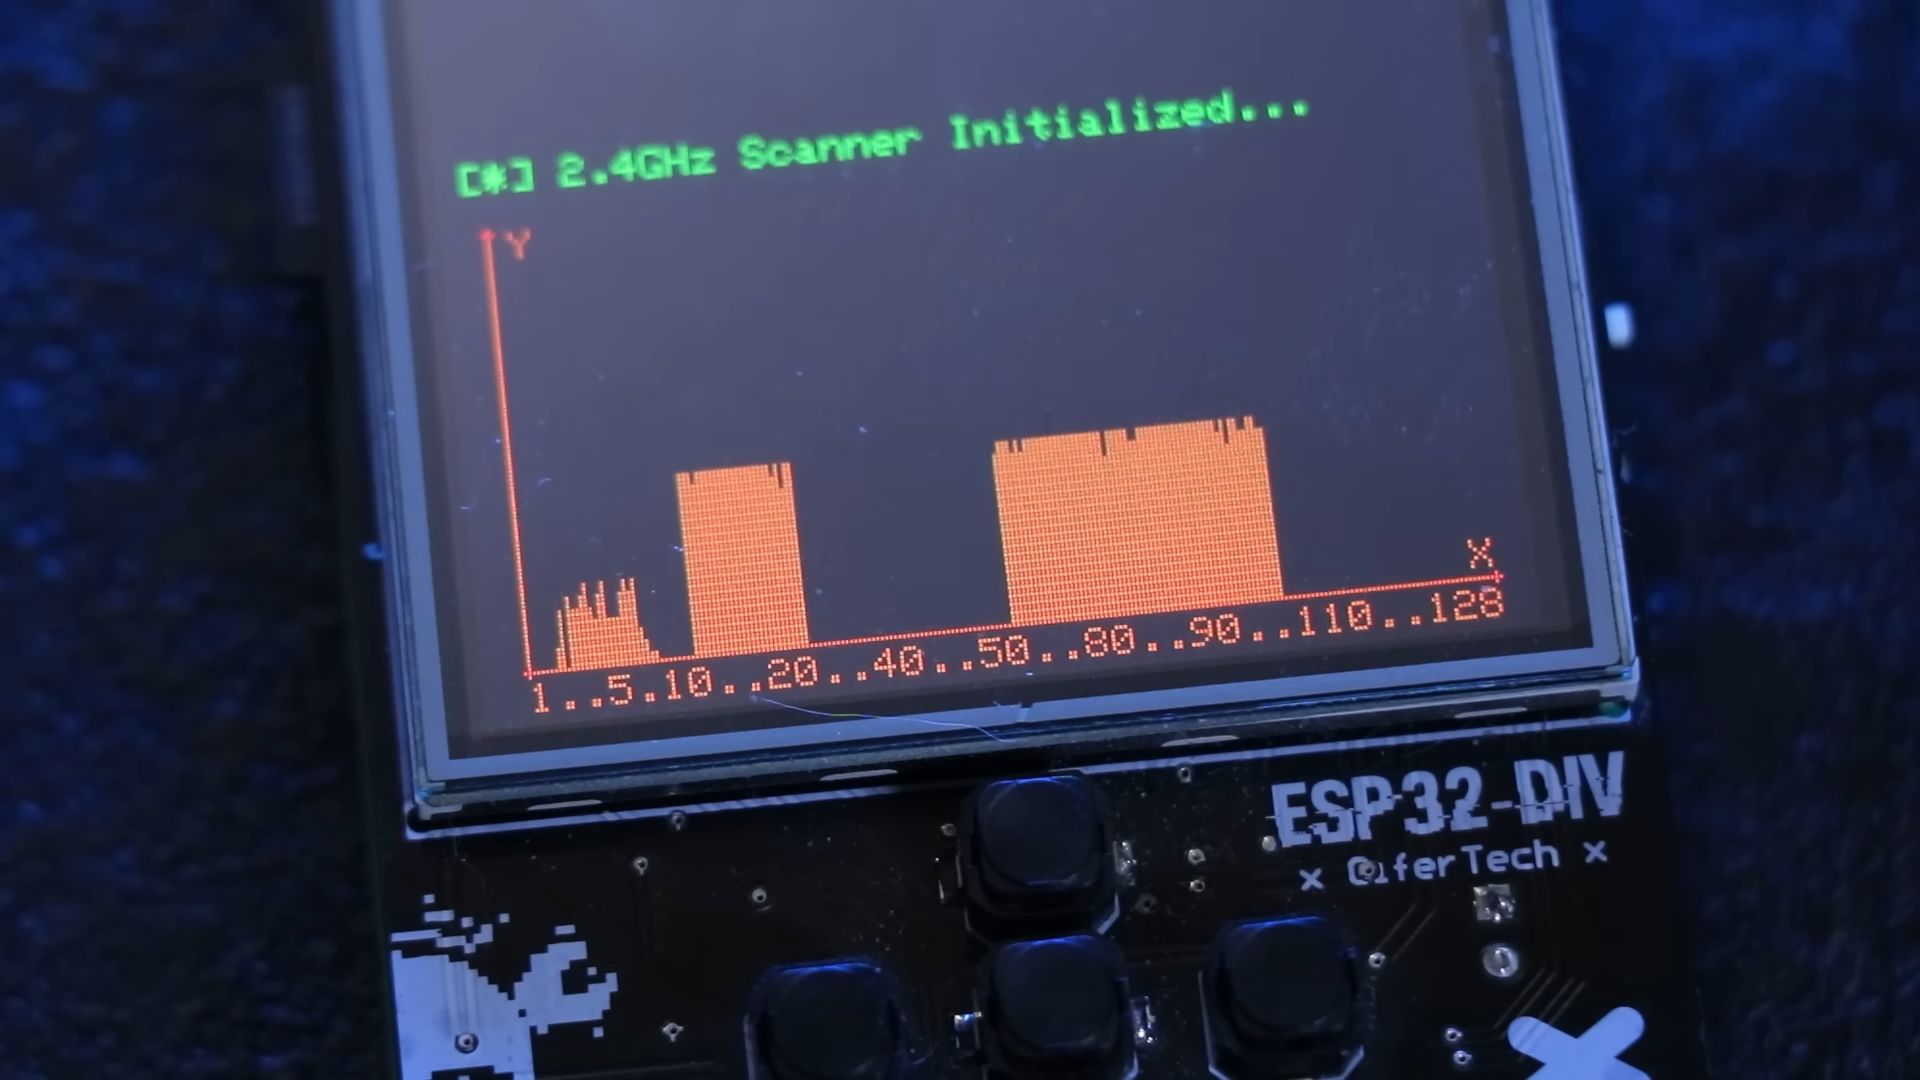 [*] 2.4GHz Scanner Initialized...
Y
X
1..5.10..20..40..50..80..90..110..128
ESP32-DIV
x CiferTech x